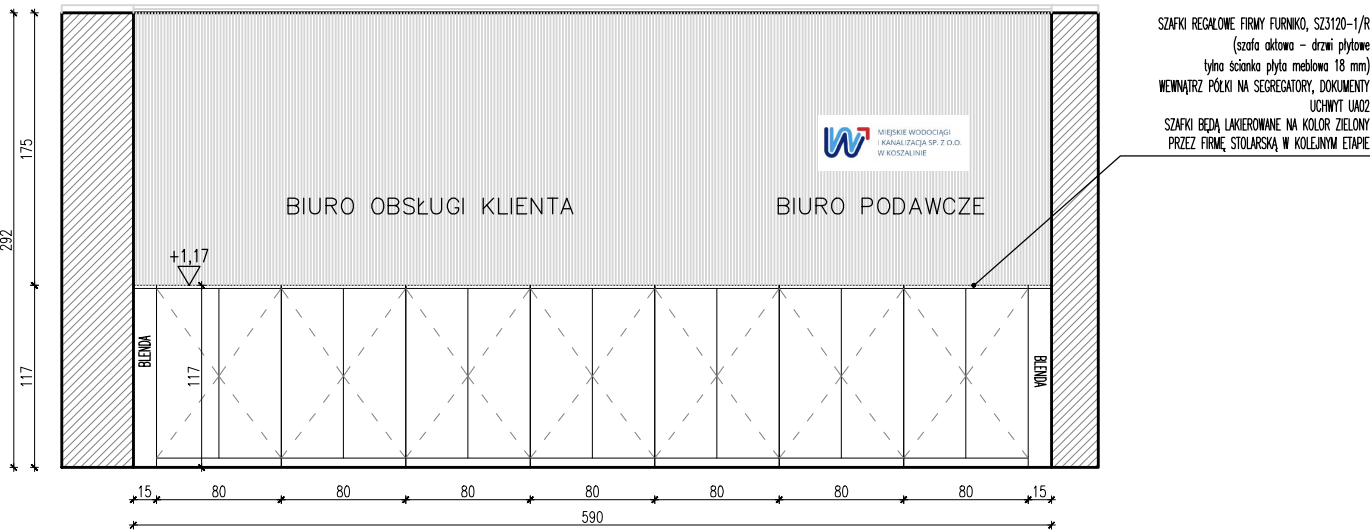 SZAFKI REGAŁOWE FIRMY FURNIKO, SZ3120-1/R
(szafa aktowa - drzwi płytowe
tylna ścianka płyta meblowa 18 mm)
WEWNĄTRZ PÓŁKI NA SEGREGATORY, DOKUMENTY
UCHWYT UA02
SZAFKI BĘDĄ LAKIEROWANE NA KOLOR ZIELONY
PRZEZ FIRMĘ STOLARSKĄ W KOLEJNYM ETAPIE
W
MIEJSKIE WODOCIĄGI
I KANALIZACJA SP. Z O.O.
W KOSZALINIE
BIURO OBSŁUGI KLIENTA
BIURO PODAWCZE
292
175
117
+1,17
117
BLENDA
BLENDA
15 80 80 80 80 80 80 80 15
590